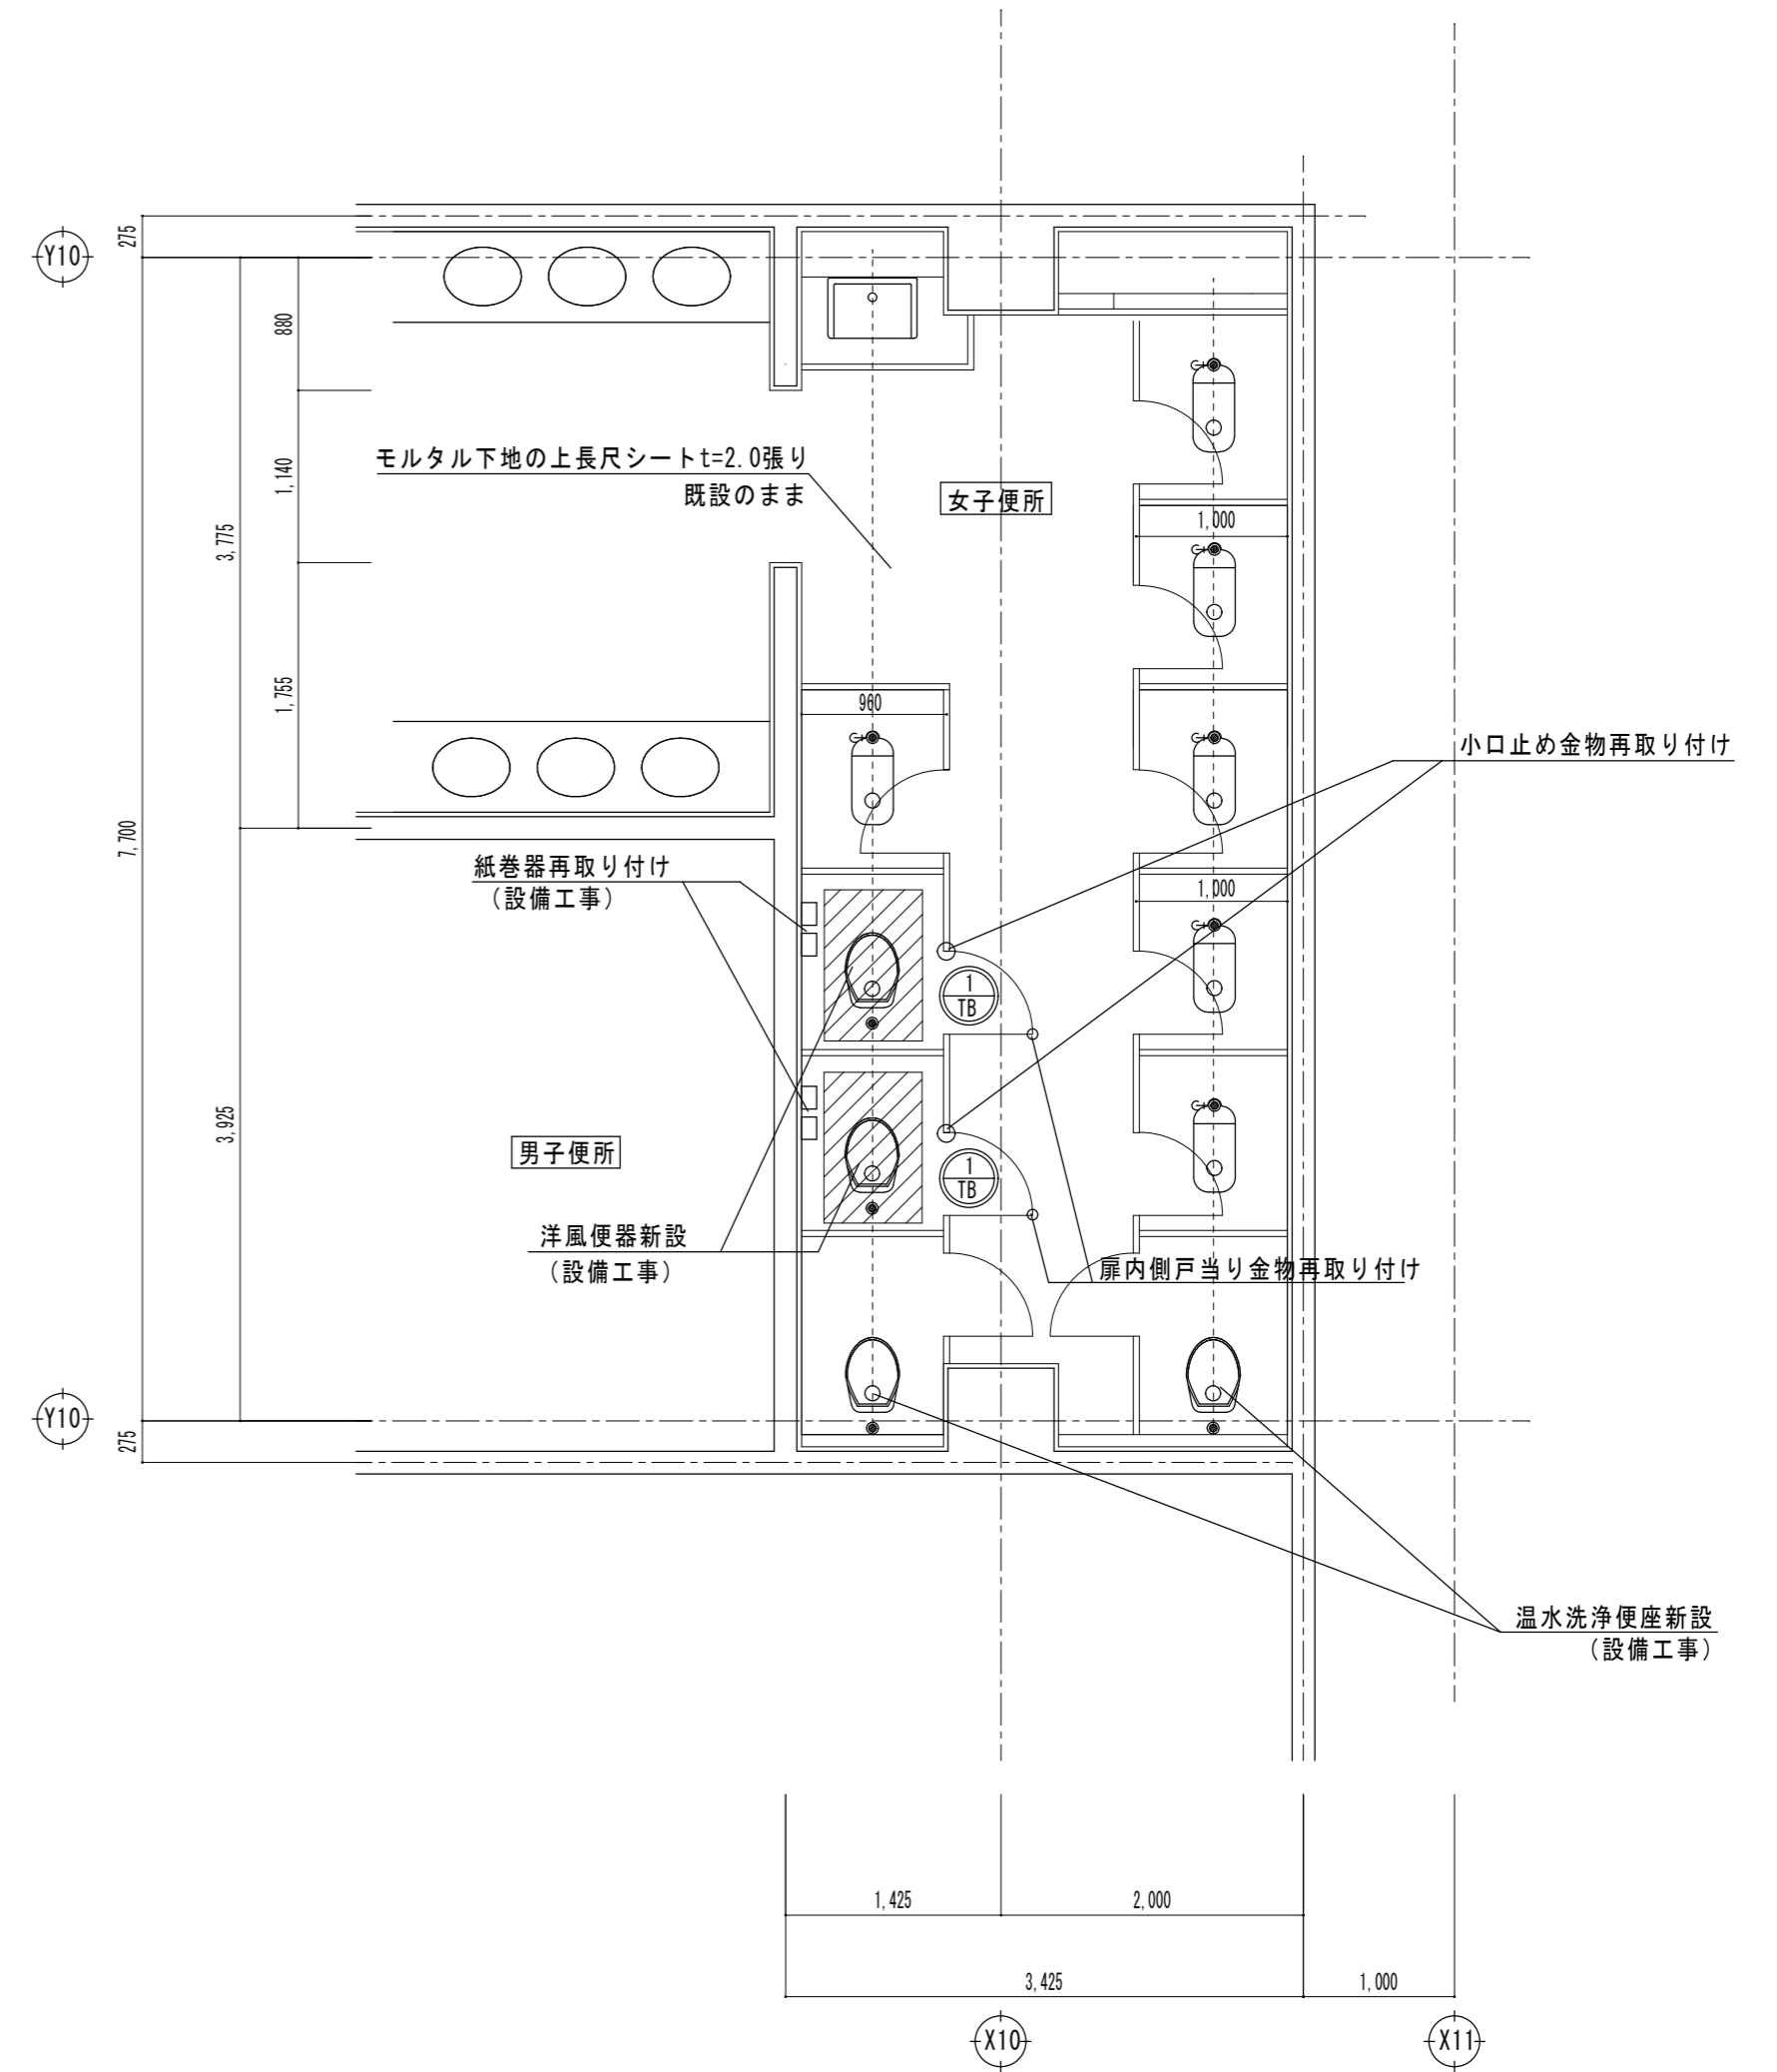 275
Y10
880
モルタル下地の上長尺シートt=2.0張り
既設のまま
女子便所
1,140
1,000
3,775
1,755
960
小口止め金物再取り付け
7,700
紙巻器再取り付け
（設備工事）
1,000
1
TB
3,925
男子便所
1
TB
洋風便器新設
（設備工事）
扉内側戸当り金物再取り付け
Y10
275
温水洗浄便座新設
（設備工事）
1,425
2,000
3,425
1,000
X10
X11